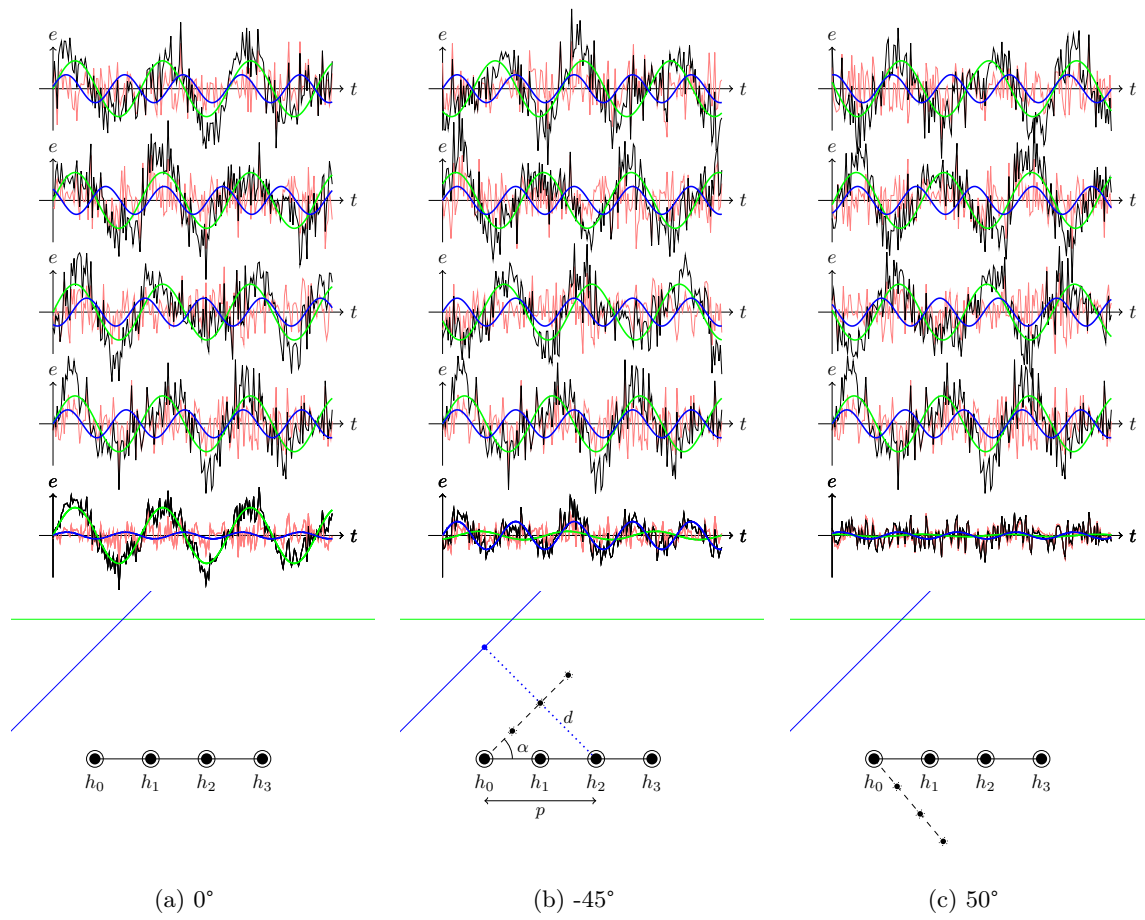 e e e
t t t
e e e
t t t
e e e
t t t
e e e
t t t
e e e
t t t
d
α
h0 h1 h2 h3 h0 h1 h2 h3 h0 h1 h2 h3
p
(a) 0° (b) -45° (c) 50°